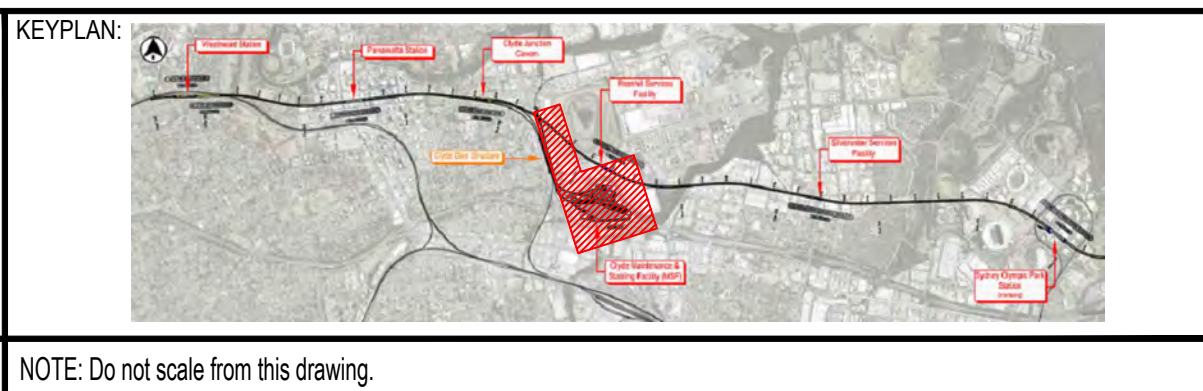 KEYPLAN:
Westmead Station
Parramatta Station
Clyde Junction
Cavern
Rosehill Services
Facility
Clyde Dive Structure
Silverwater Services
Facility
Clyde Maintenance &
Stabling Facility (MSF)
Sydney Olympic Park
Station
NOTE: Do not scale from this drawing.